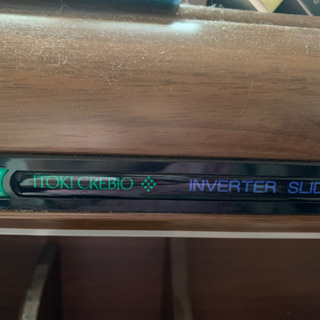 ITOKI CREBIO INVERTER SLID